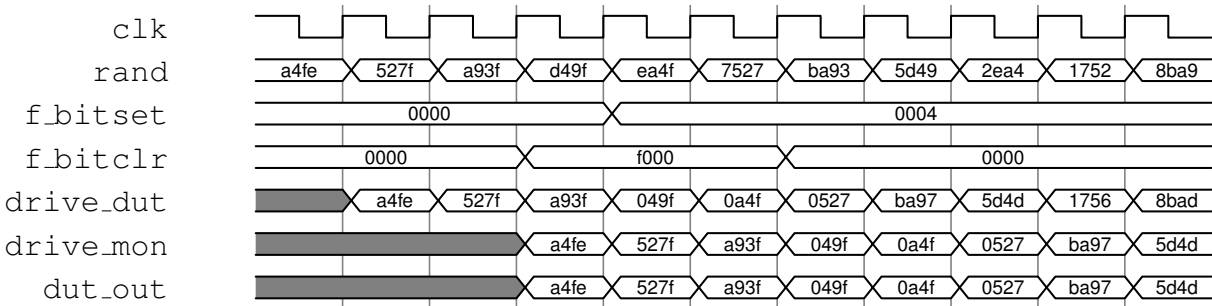 clk
rand a4fe 527f a93f d49f ea4f 7527 ba93 5d49 2ea4 1752 8ba9
f_bitset 0000 0004
f_bitclr 0000 f000 0000
drive_dut a4fe 527f a93f 049f 0a4f 0527 ba97 5d4d 1756 8bad
drive_mon a4fe 527f a93f 049f 0a4f 0527 ba97 5d4d
dut_out a4fe 527f a93f 049f 0a4f 0527 ba97 5d4d